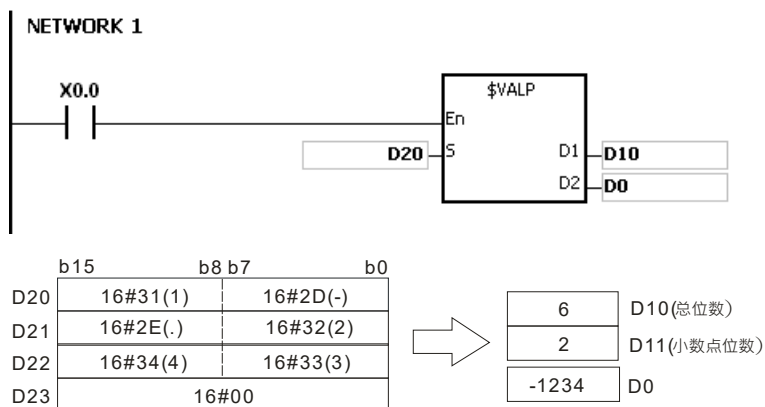 NETWORK 1
X0.0
$VALP
En
D20 S D1 D10
D2 D0
b15 b8 b7 b0
D20 16#31(1) 16#2D(-)
D21 16#2E(.) 16#32(2)
D22 16#34(4) 16#33(3)
D23 16#00
6 D10(总位数)
2 D11(小数点位数)
-1234 D0